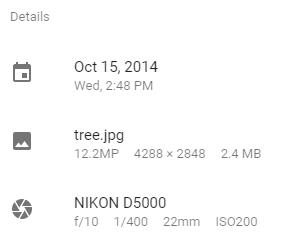 Details
Oct 15, 2014
Wed, 2:48 PM
tree.jpg
12.2MP 4288 × 2848 2.4 MB
NIKON D5000
f/10 1/400 22mm ISO200